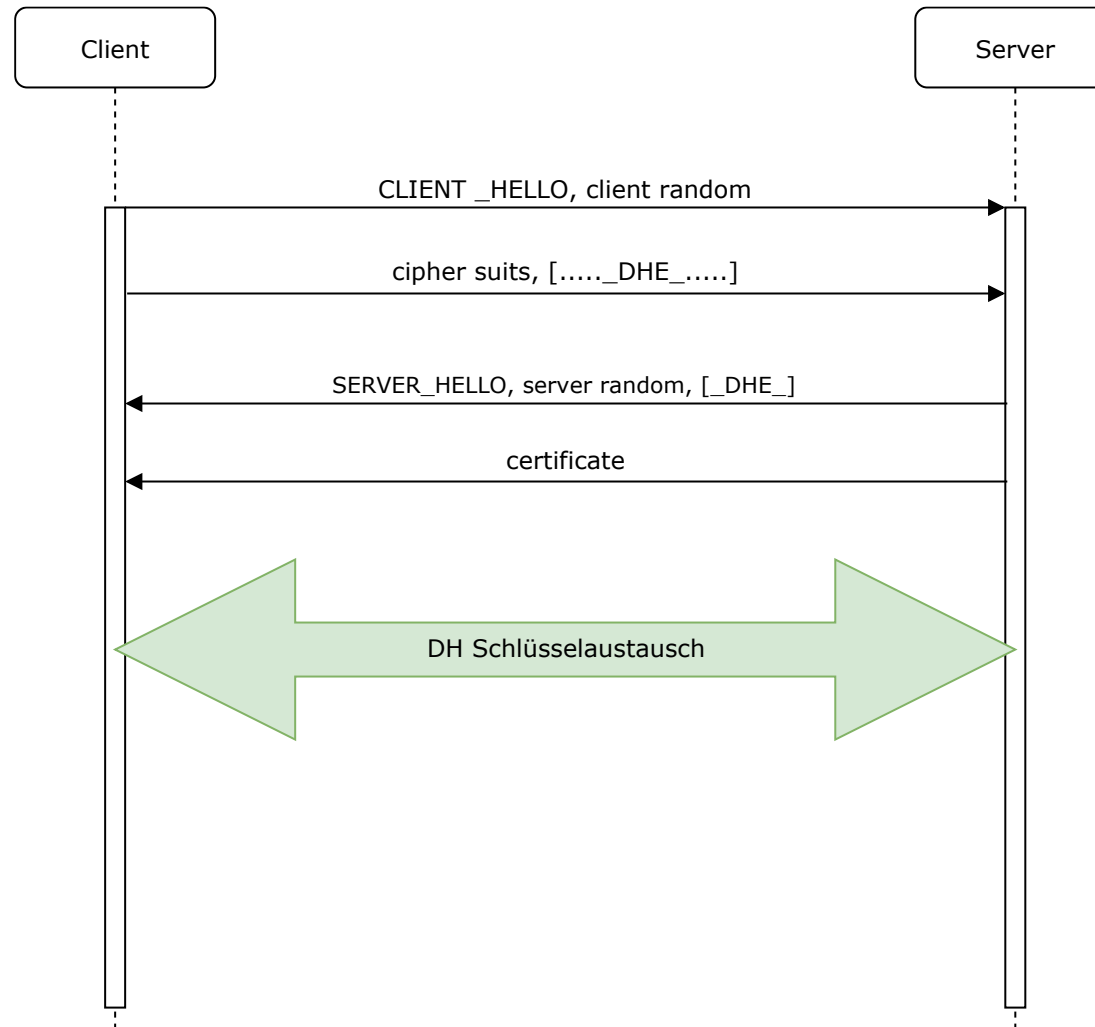 Client
Server
CLIENT _HELLO, client random
cipher suits, [....._DHE_.....]
SERVER_HELLO, server random, [_DHE_]
certificate
DH Schlüsselaustausch